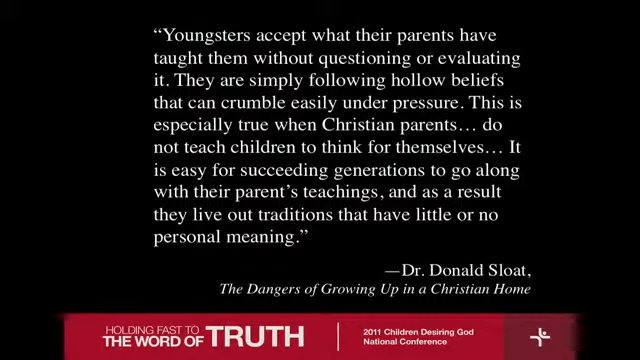 “Youngsters accept what their parents have
taught them without questioning or evaluating
it. They are simply following hollow beliefs
that can crumble easily under pressure. This is
especially true when Christian parents… do
not teach children to think for themselves… It
is easy for succeeding generations to go along
with their parent’s teachings, and as a result
they live out traditions that have little or no
personal meaning.”
—Dr. Donald Sloat,
The Dangers of Growing Up in a Christian Home
HOLDING FAST TO
THE WORD OF TRUTH
2011 Children Desiring God
National Conference